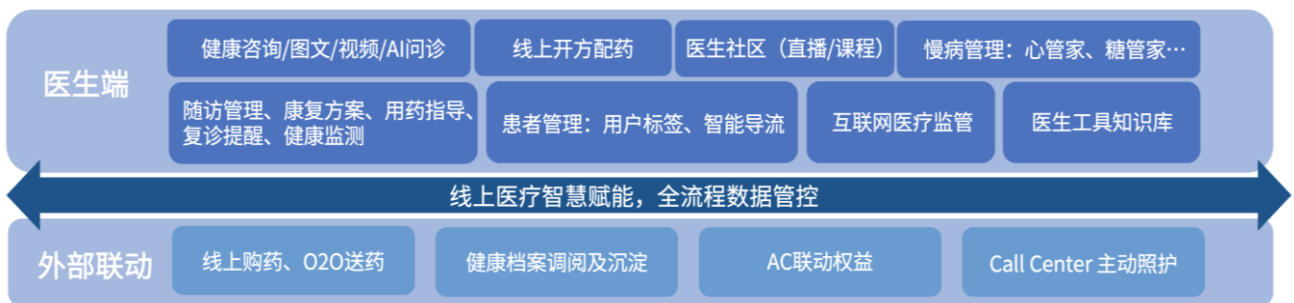 医生端
健康咨询/图文/视频/AI问诊
线上开方配药
医生社区（直播/课程）
慢病管理：心管家、糖管家…
随访管理、康复方案、用药指导、
复诊提醒、健康监测
患者管理：用户标签、智能导流
互联网医疗监管
医生工具知识库
线上医疗智慧赋能，全流程数据管控
外部联动
线上购药、O2O送药
健康档案调阅及沉淀
AC联动权益
Call Center 主动照护